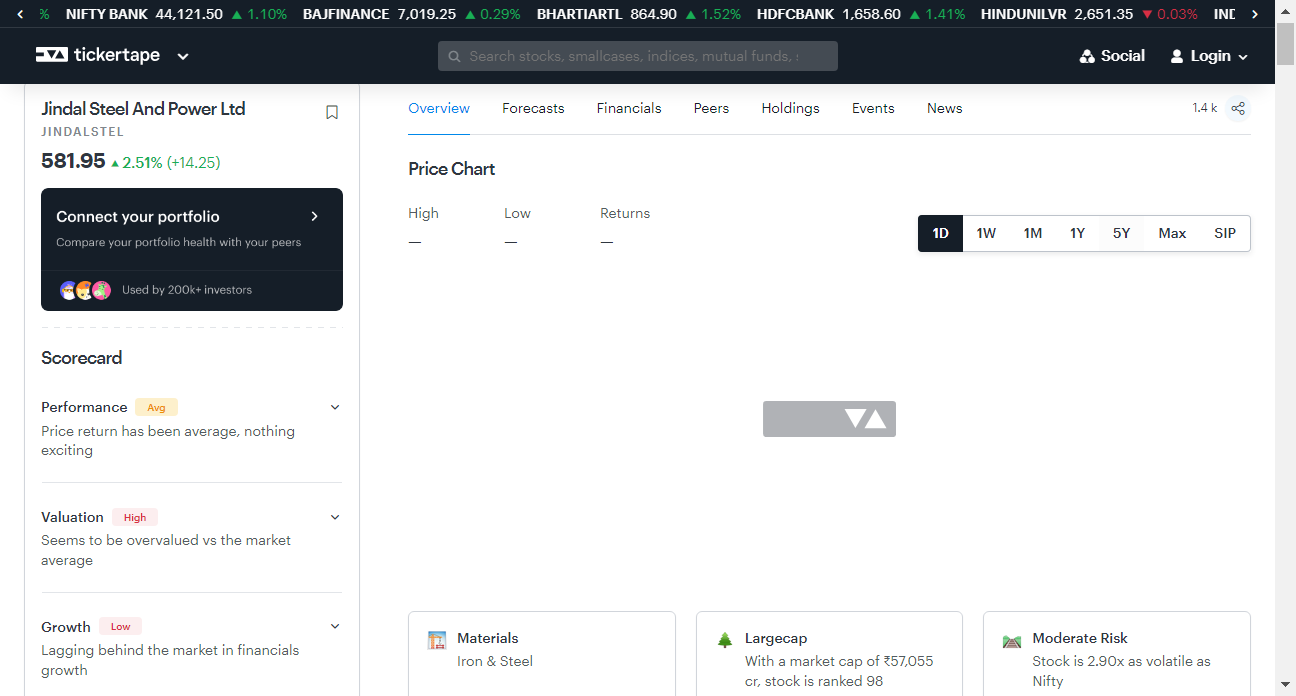 %
NIFTY BANK 44,121.50 ▲ 1.10%
BAJFINANCE 7,019.25 ▲ 0.29%
BHARTIARTL 864.90 ▲ 1.52%
HDFCBANK 1,658.60 ▲ 1.41%
HINDUNILVR 2,651.35 ▼ 0.03%
tickertape
Search stocks, smallcases, indices, mutual funds,
Social
Login
Jindal Steel And Power Ltd
JINDALSTEL
581.95 ▲ 2.51% (+14.25)
Connect your portfolio
Compare your portfolio health with your peers
Used by 200k+ investors
Scorecard
Performance Avg
Price return has been average, nothing
exciting
Valuation High
Seems to be overvalued vs the market
average
Growth Low
Lagging behind the market in financials
growth
Overview Forecasts Financials Peers Holdings Events News
1.4 k
Price Chart
High Low Returns
— — —
1D 1W 1M 1Y 5Y Max SIP
Materials
Iron & Steel
Largecap
With a market cap of ₹57,055
cr, stock is ranked 98
Moderate Risk
Stock is 2.90x as volatile as
Nifty